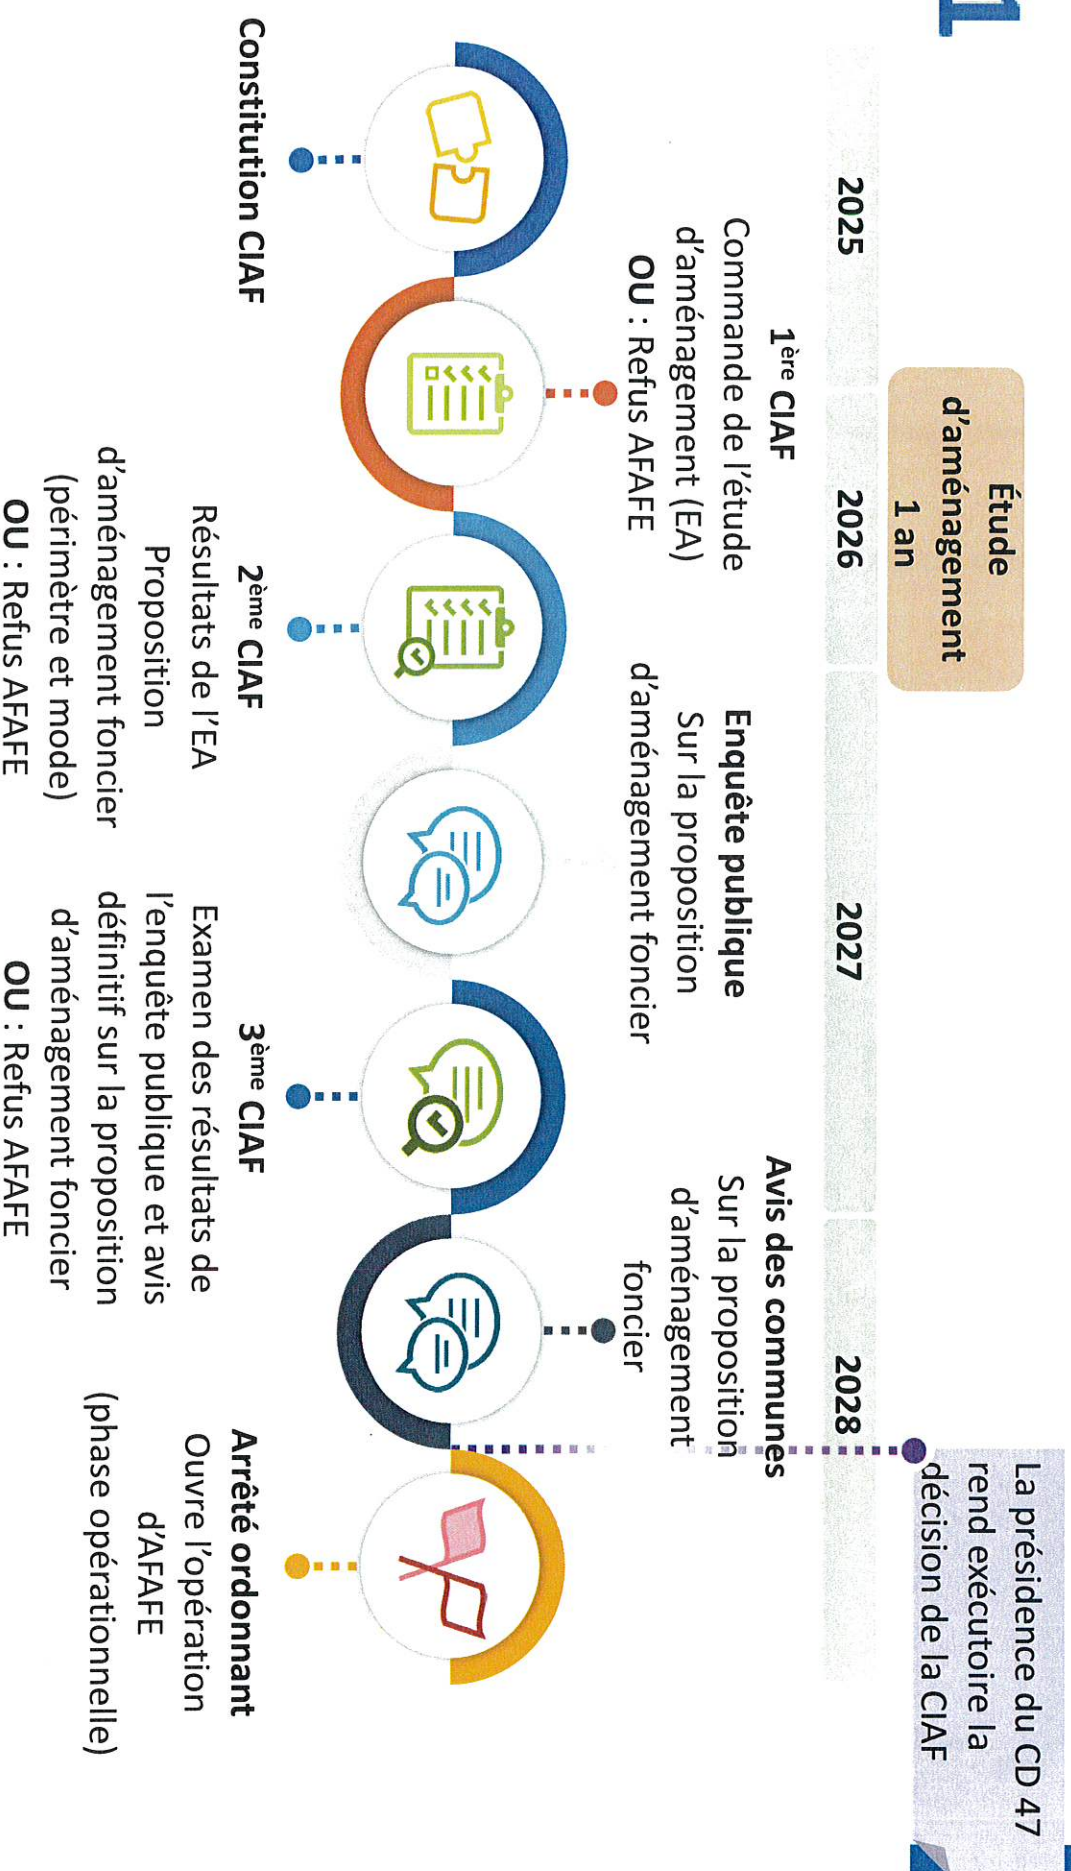 1
Étude
d'aménagement
1 an
La présidence du CD 47
rend exécutoire la
décision de la CIAF
2025
2026
2027
2028
1ère CIAF
Commande de l'étude
d'aménagement (EA)
OU : Refus AFAFE
Enquête publique
Sur la proposition
d'aménagement foncier
Avis des communes
Sur la proposition
d'aménagement
foncier
Constitution CIAF
2ème CIAF
Résultats de l'EA
Proposition
d'aménagement foncier
(périmètre et mode)
OU : Refus AFAFE
3ème CIAF
Examen des résultats de
l'enquête publique et avis
définitif sur la proposition
d'aménagement foncier
OU : Refus AFAFE
Arrêté ordonnant
Ouvre l'opération
d'AFAFE
(phase opérationnelle)